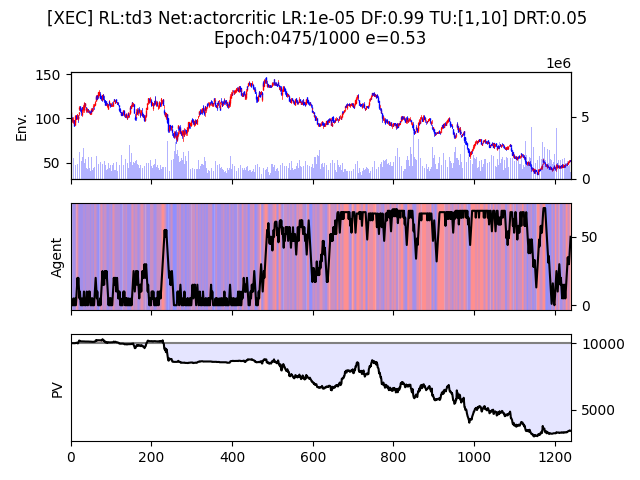 [XEC] RL:td3 Net:actorcritic LR:1e-05 DF:0.99 TU:[1,10] DRT:0.05
Epoch:0475/1000 e=0.53
1e6
150
100
50
Env.
5
0
Agent
50
0
PV
10000
5000
0 200 400 600 800 1000 1200